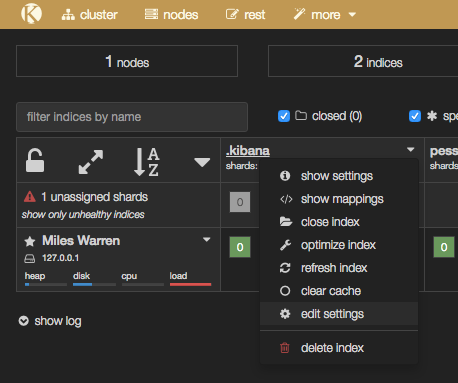 cluster nodes rest more
1 nodes 2 indices
filter indices by name closed (0) spe
.kibana pess
shards: shards:
1 unassigned shards
show only unhealthy indices
0
Miles Warren
127.0.0.1
heap disk cpu load
0 0
show settings
show mappings
close index
optimize index
refresh index
clear cache
edit settings
delete index
show log